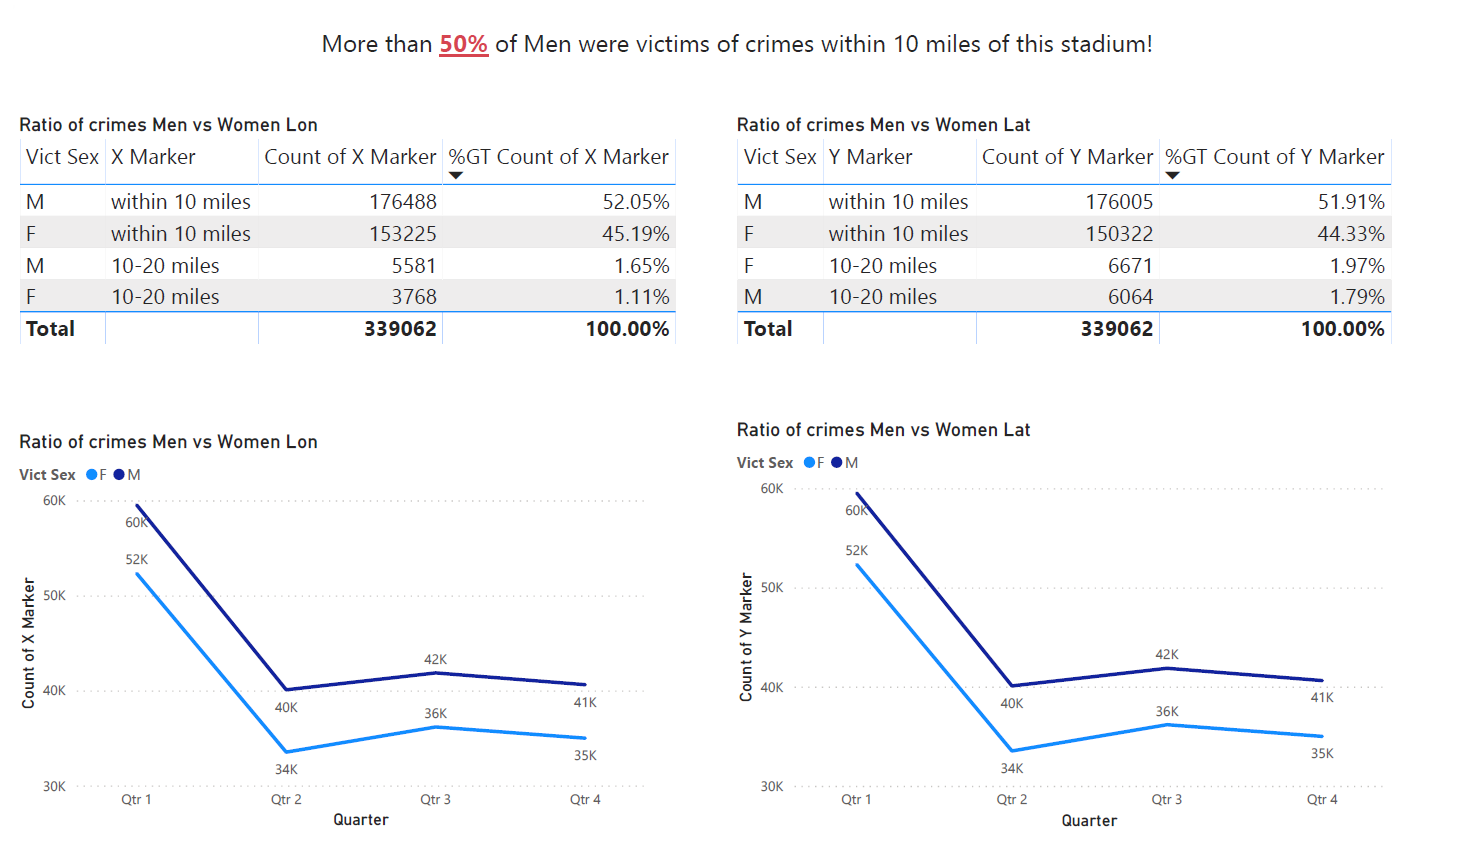 More than 50% of Men were victims of crimes within 10 miles of this stadium!
Ratio of crimes Men vs Women Lon
Vict Sex X Marker Count of X Marker %GT Count of X Marker
M within 10 miles 176488 52.05%
F within 10 miles 153225 45.19%
M 10-20 miles 5581 1.65%
F 10-20 miles 3768 1.11%
Total 339062 100.00%
Ratio of crimes Men vs Women Lat
Vict Sex Y Marker Count of Y Marker %GT Count of Y Marker
M within 10 miles 176005 51.91%
F within 10 miles 150322 44.33%
F 10-20 miles 6671 1.97%
M 10-20 miles 6064 1.79%
Total 339062 100.00%
Ratio of crimes Men vs Women Lon
Vict Sex F M
Count of X Marker
60K
50K
40K
30K
60K
52K
40K
42K
41K
34K
36K
35K
Qtr 1 Qtr 2 Qtr 3 Qtr 4
Quarter
Ratio of crimes Men vs Women Lat
Vict Sex F M
Count of Y Marker
60K
50K
40K
30K
60K
52K
40K
42K
41K
34K
36K
35K
Qtr 1 Qtr 2 Qtr 3 Qtr 4
Quarter